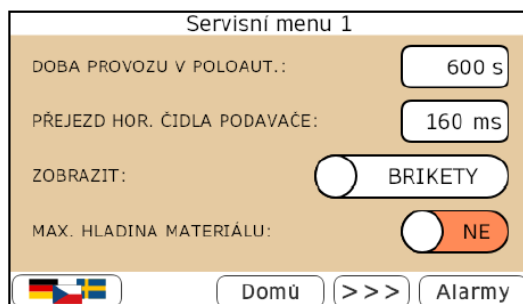 Servisní menu 1
DOBA PROVOZU V POLOAUT.: 600 s
PŘEJEZD HOR. ČIDLA PODAVAČE: 160 ms
ZOBRAZIT: BRIKETY
MAX. HLADINA MATERIÁLU: NE
Domů >>> Alarmy